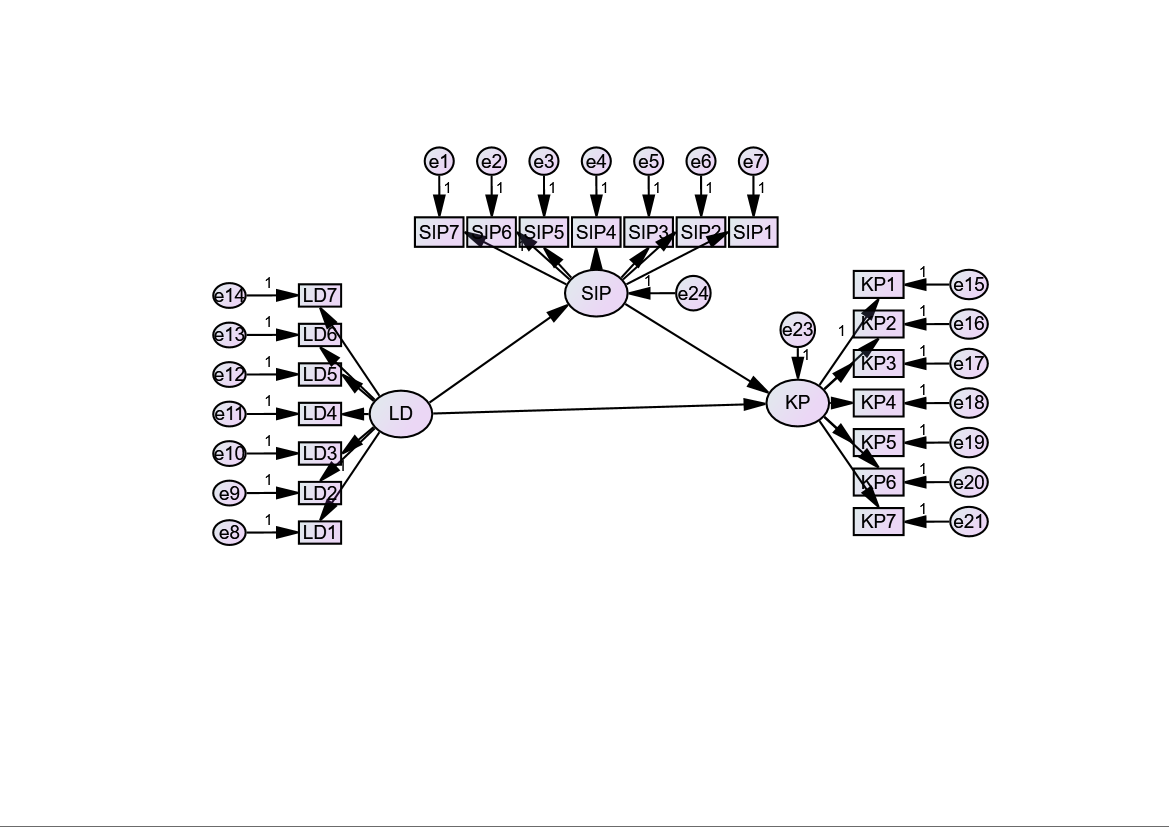 e1 e2 e3 e4 e5 e6 e7
1 1 1 1 1 1 1
SIP7 SIP6 SIP5 SIP4 SIP3 SIP2 SIP1
1
SIP 1 e24
e14 1 LD7
e13 1 LD6
e12 1 LD5
e11 1 LD4
e10 1 LD3
1
e9 1 LD2
e8 1 LD1
LD
e23
1
KP
1
KP1 1 e15
KP2 1 e16
KP3 1 e17
KP4 1 e18
KP5 1 e19
KP6 1 e20
KP7 1 e21